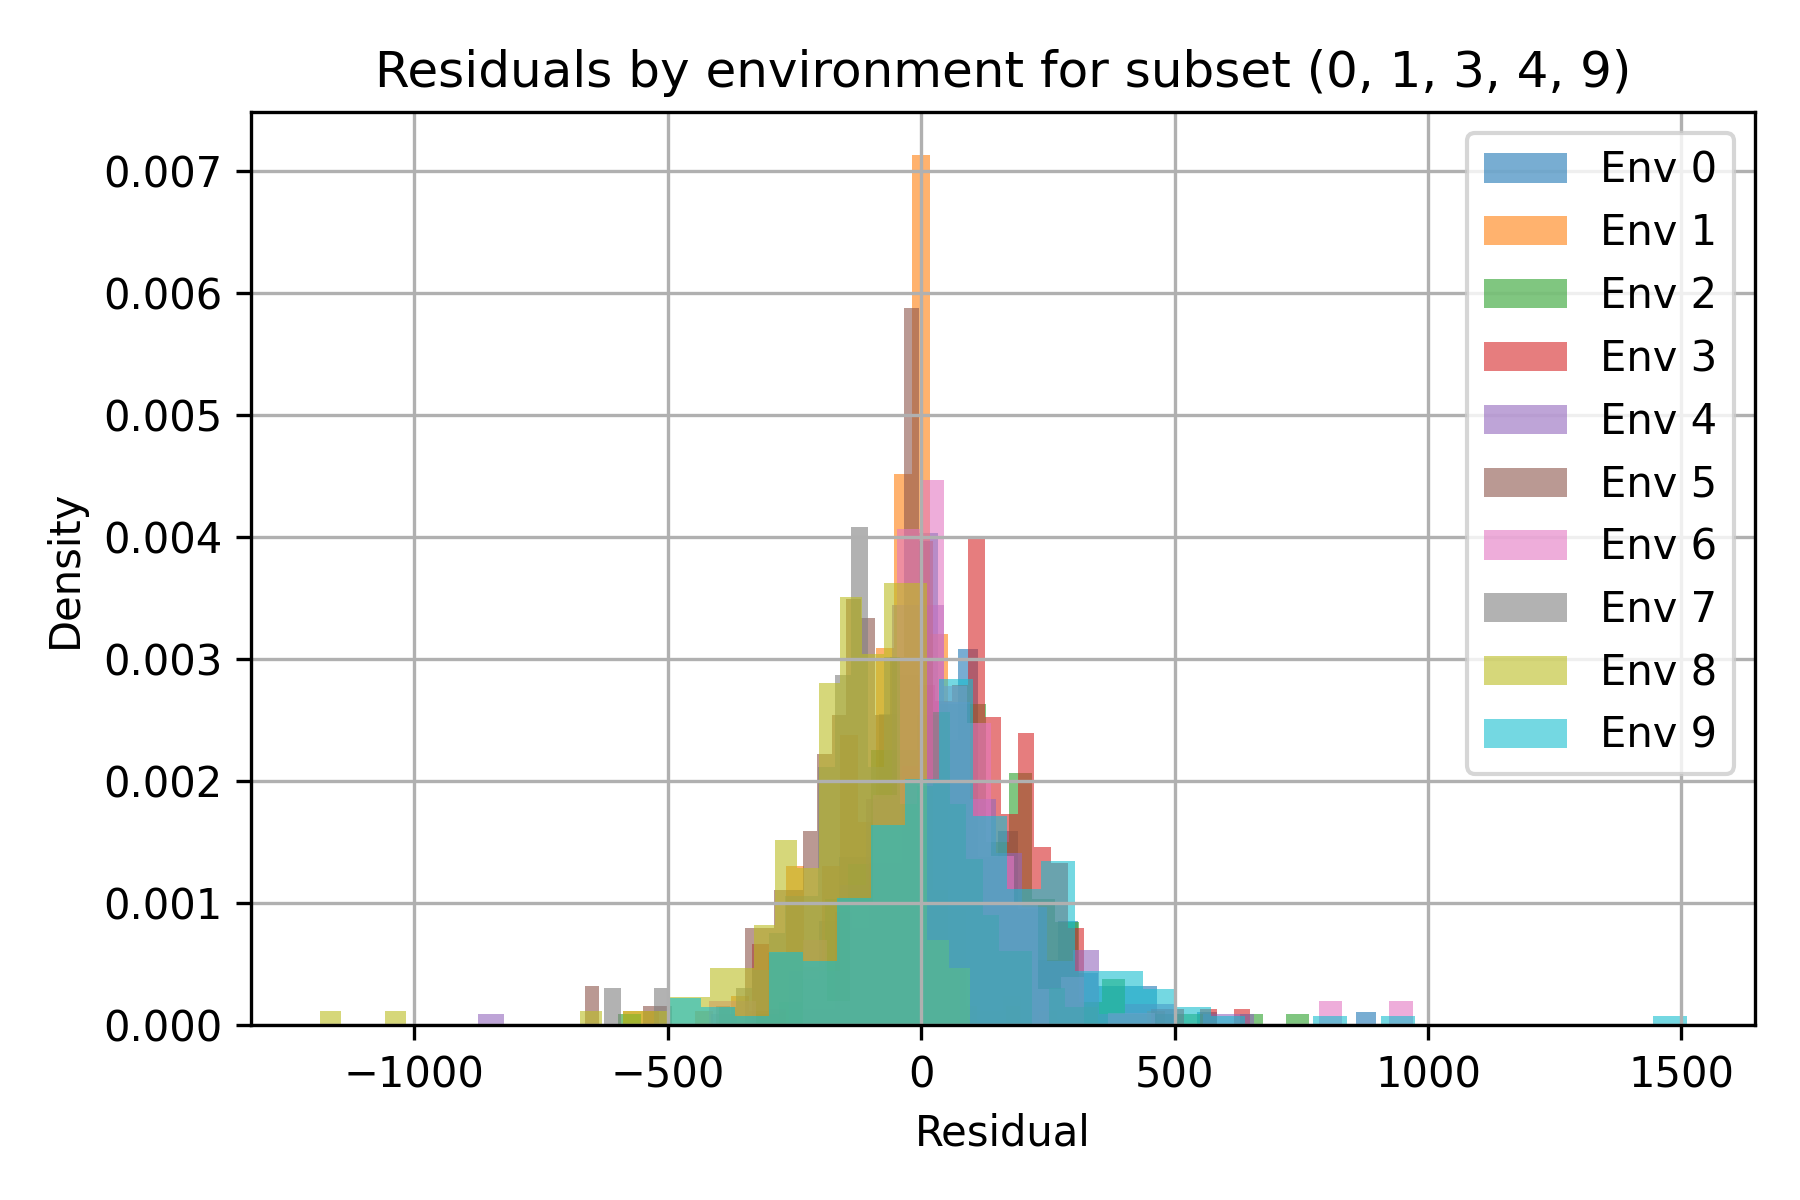 Residuals by environment for subset (0, 1, 3, 4, 9)
0.007
0.006
0.005
0.004
0.003
0.002
0.001
0.000
Density
−1000
−500
0
500
1000
1500
Residual
Env 0
Env 1
Env 2
Env 3
Env 4
Env 5
Env 6
Env 7
Env 8
Env 9